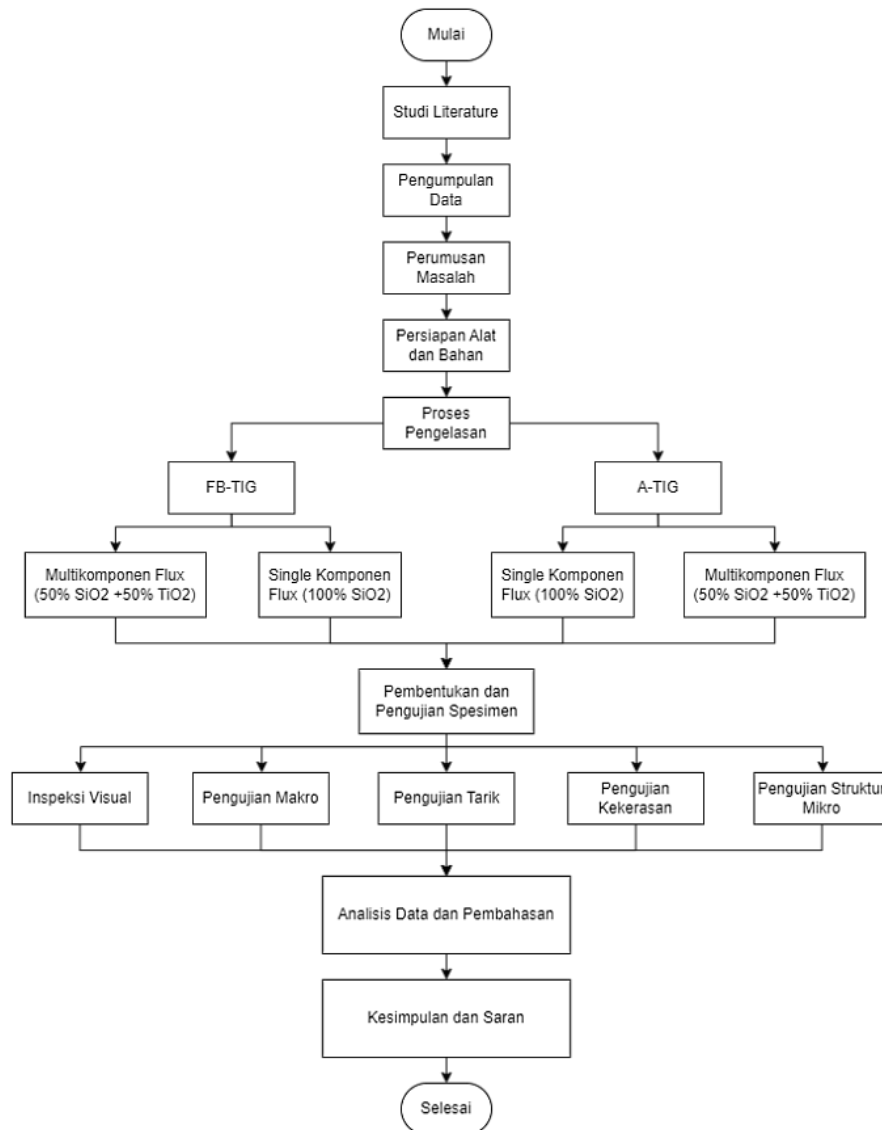 Mulai
Studi Literature
Pengumpulan
Data
Perumusan
Masalah
Persiapan Alat
dan Bahan
Proses
Pengelasan
FB-TIG
A-TIG
Multikomponen Flux
(50% SiO2 +50% TiO2)
Single Komponen
Flux (100% SiO2)
Single Komponen
Flux (100% SiO2)
Multikomponen Flux
(50% SiO2 +50% TiO2)
Pembentukan dan
Pengujian Spesimen
Inspeksi Visual
Pengujian Makro
Pengujian Tarik
Pengujian
Kekerasan
Pengujian Struktur
Mikro
Analisis Data dan Pembahasan
Kesimpulan dan Saran
Selesai